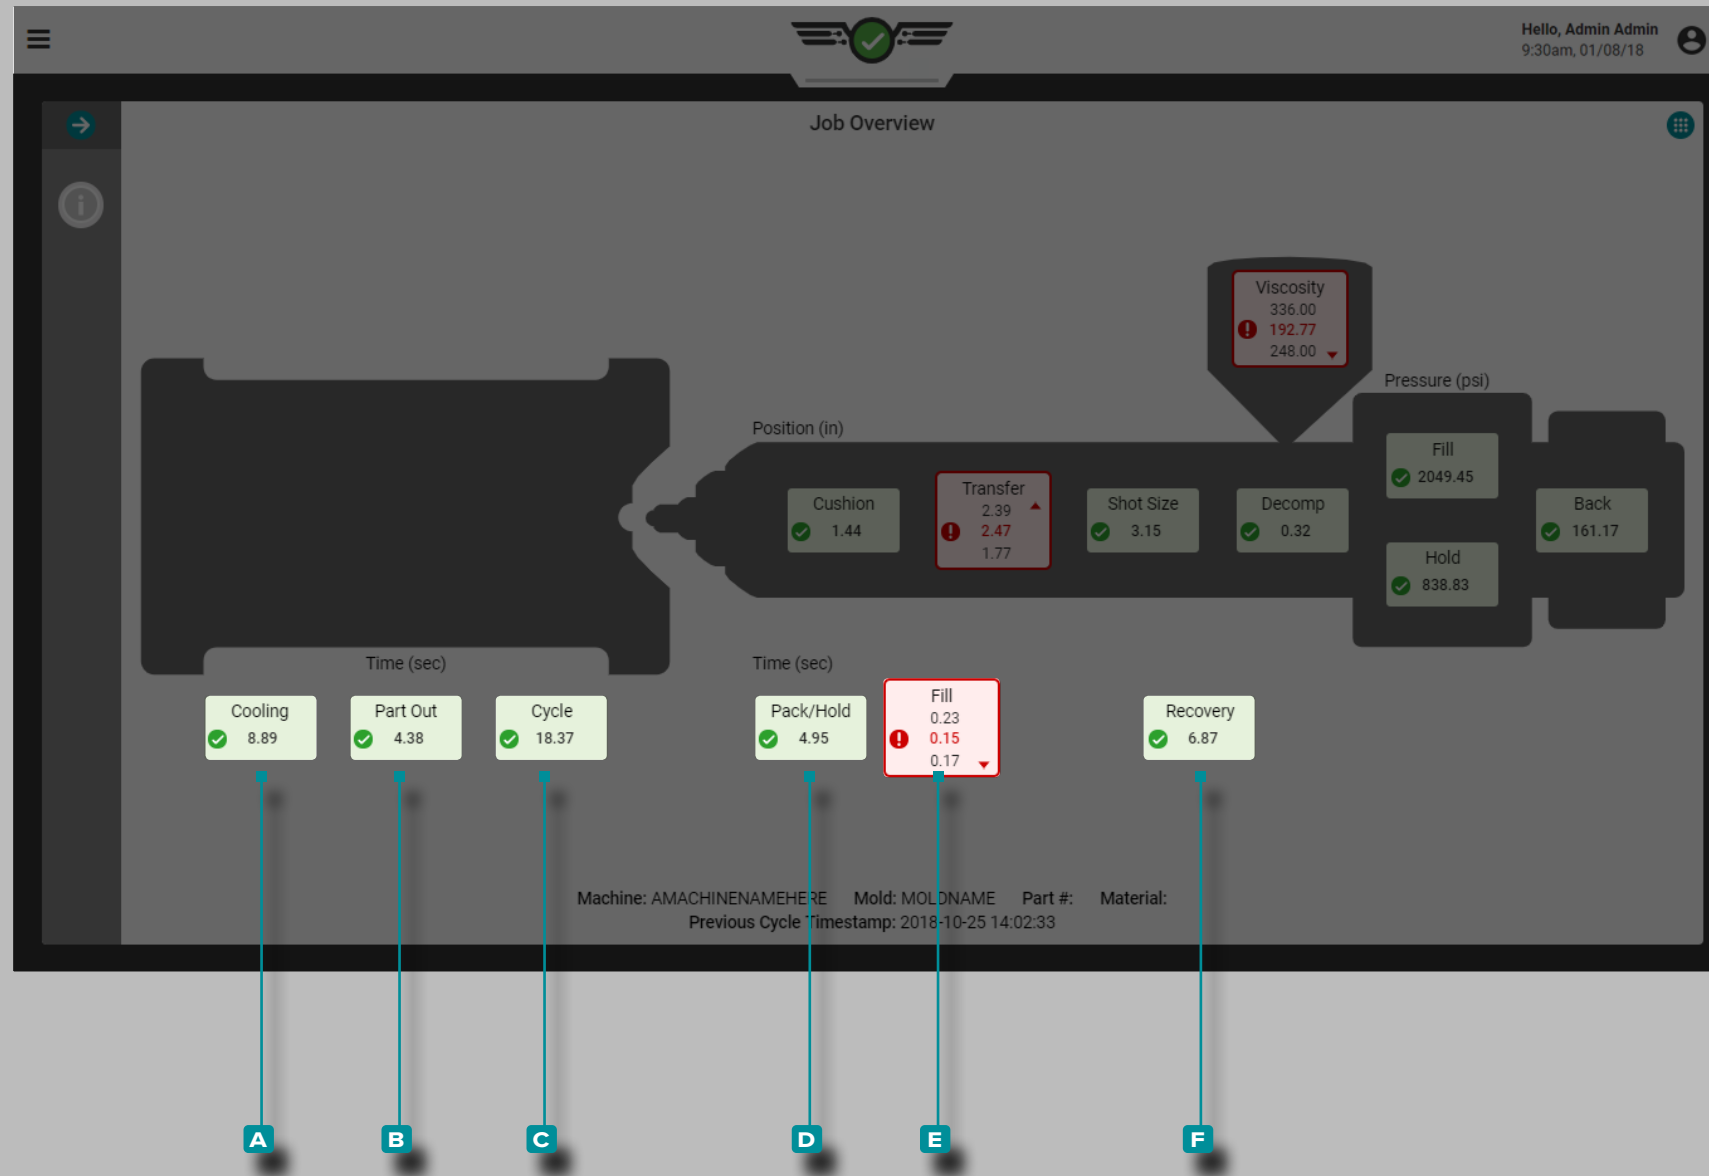 Hello, Admin Admin
9:30am, 01/08/18
Job Overview
Viscosity
336.00
192.77
248.00
Pressure (psi)
Position (in)
Fill
2049.45
Cushion
1.44
Transfer
2.39
2.47
1.77
Shot Size
3.15
Decomp
0.32
Back
161.17
Hold
838.83
Time (sec)
Time (sec)
Cooling
8.89
Part Out
4.38
Cycle
18.37
Pack/Hold
4.95
Fill
0.23
0.15
0.17
Recovery
6.87
Machine: AMACHINENAMEHERE Mold: MOLDNAME Part #: Material:
Previous Cycle Timestamp: 2018-10-25 14:02:33
A B C D E F